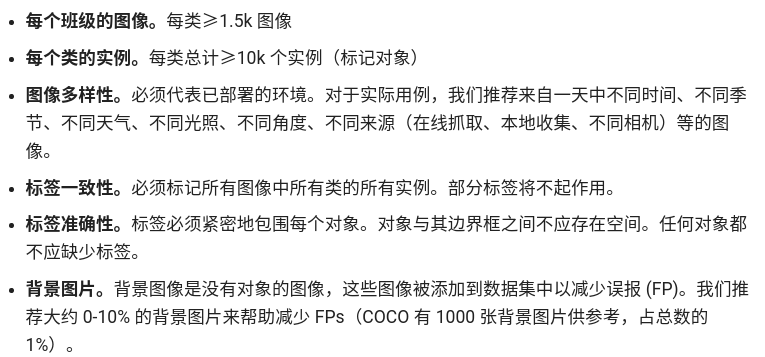 • 每个班级的图像。每类≥1.5k 图像
• 每个类的实例。每类总计≥10k 个实例（标记对象）
• 图像多样性。必须代表已部署的环境。对于实际用例，我们推荐来自一天中不同时间、不同季
节、不同天气、不同光照、不同角度、不同来源（在线抓取、本地收集、不同相机）等的图
像。
• 标签一致性。必须标记所有图像中所有类的所有实例。部分标签将不起作用。
• 标签准确性。标签必须紧密地包围每个对象。对象与其边界框之间不应存在空间。任何对象都
不应缺少标签。
• 背景图片。背景图像是没有对象的图像，这些图像被添加到数据集中以减少误报 (FP)。我们推
荐大约 0-10% 的背景图片来帮助减少 FPs（COCO 有 1000 张背景图片供参考，占总数的
1%）。